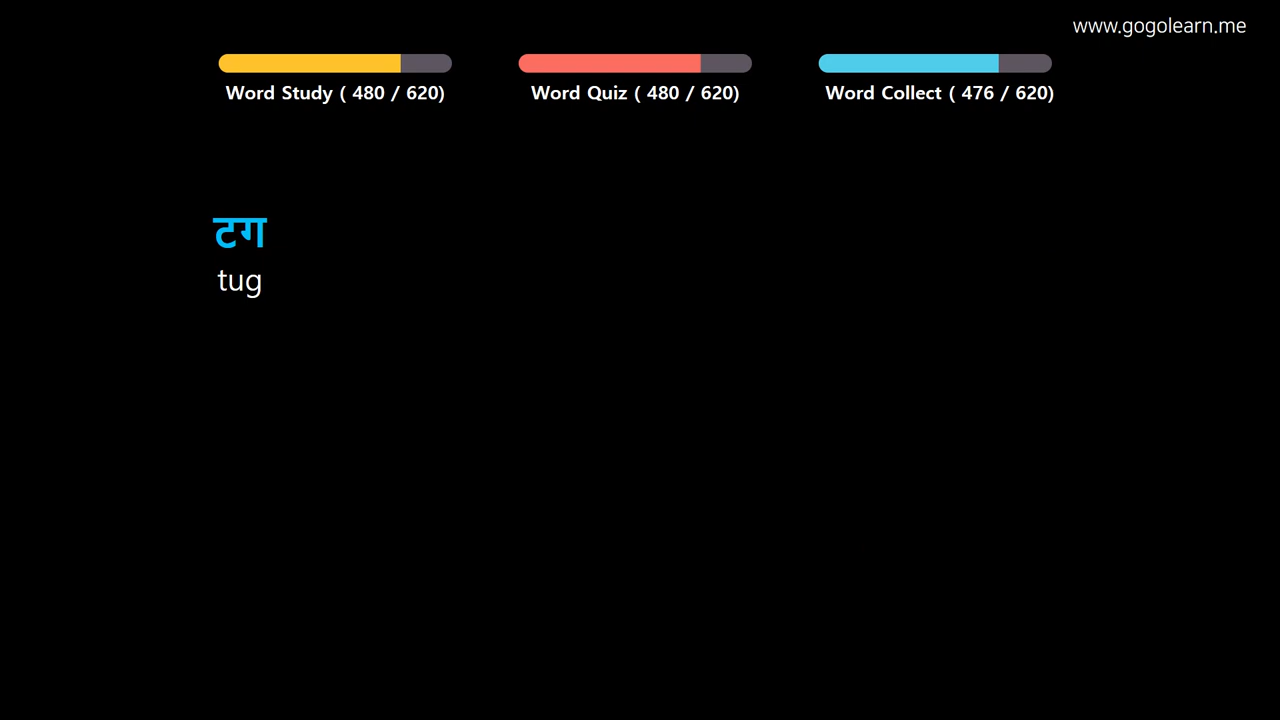 www.gogolearn.me
Word Study ( 480 / 620)
Word Quiz ( 480 / 620)
Word Collect ( 476 / 620)
टग
tug